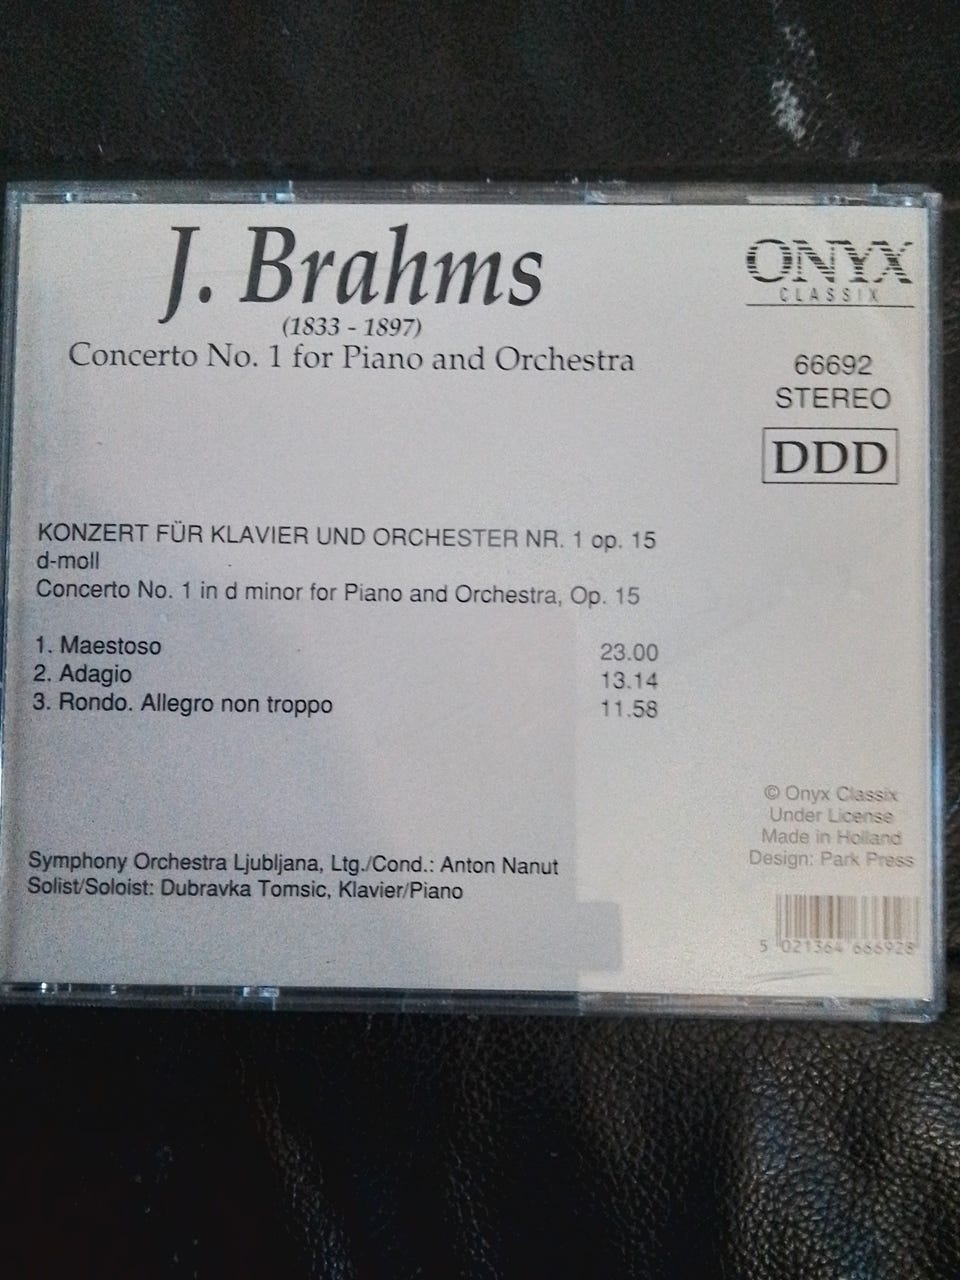 J. Brahms
(1833 - 1897)
Concerto No. 1 for Piano and Orchestra
ONYX
CLASSIX
66692
STEREO
DDD
KONZERT FÜR KLAVIER UND ORCHESTER NR. 1 op. 15
d-moll
Concerto No. 1 in d minor for Piano and Orchestra, Op. 15
1. Maestoso 23.00
2. Adagio 13.14
3. Rondo. Allegro non troppo 11.58
Symphony Orchestra Ljubljana, Ltg./Cond.: Anton Nanut
Solist/Soloist: Dubravka Tomsic, Klavier/Piano
© Onyx Classix
Under License
Made in Holland
Design: Park Press
5 021364 666928